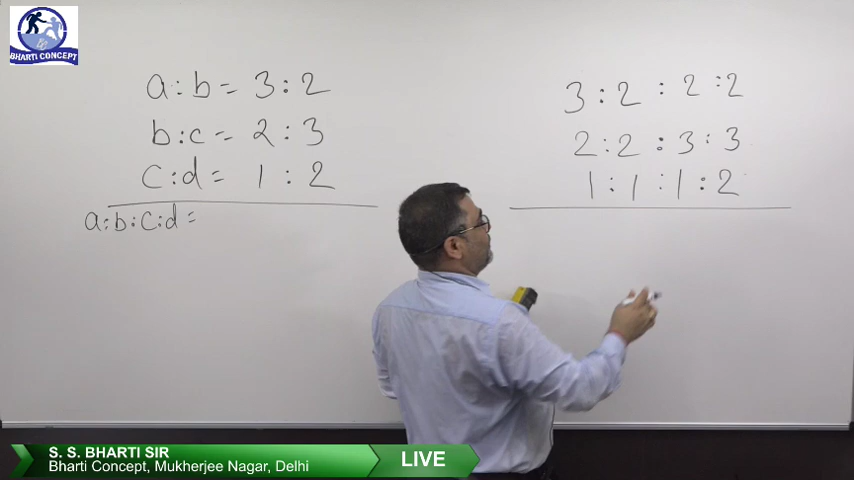 BHARTI CONCEPT
a:b = 3:2
b:c = 2:3
c:d = 1:2
a:b:c:d =
3:2:2:2
2:2:3:3
1:1:1:2
S. S. BHARTI SIR
Bharti Concept, Mukherjee Nagar, Delhi
LIVE